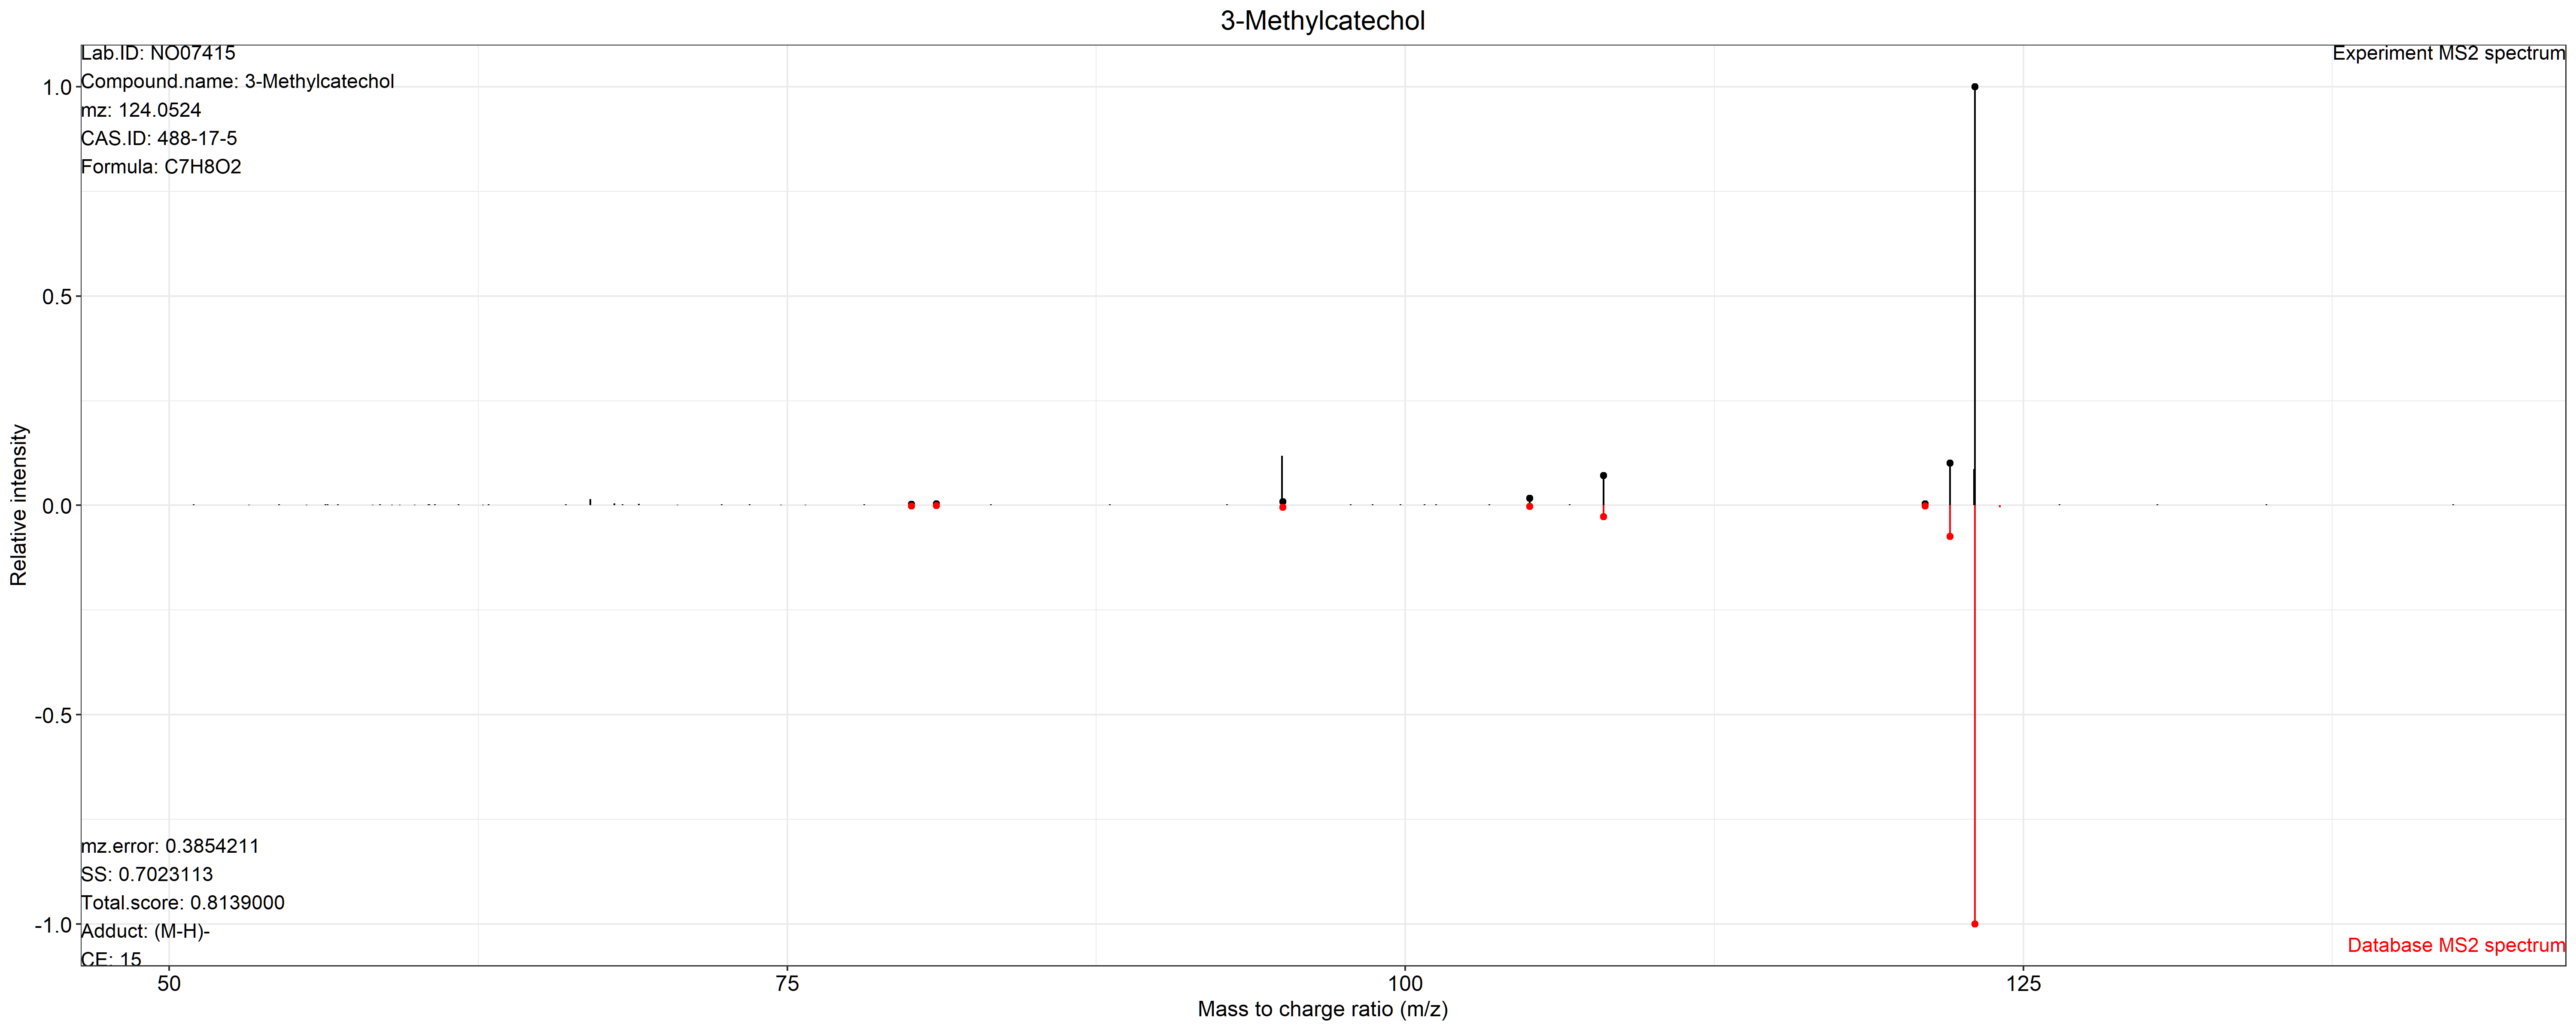 3-Methylcatechol
Lab.ID: NO07415
Experiment MS2 spectrum
Compound.name: 3-Methylcatechol
mz: 124.0524
CAS.ID: 488-17-5
Formula: C7H8O2
1.0
0.5
0.0
-0.5
-1.0
Relative intensity
mz.error: 0.3854211
SS: 0.7023113
Total.score: 0.8139000
Adduct: (M-H)-
CE: 15
Database MS2 spectrum
50
75
100
125
Mass to charge ratio (m/z)